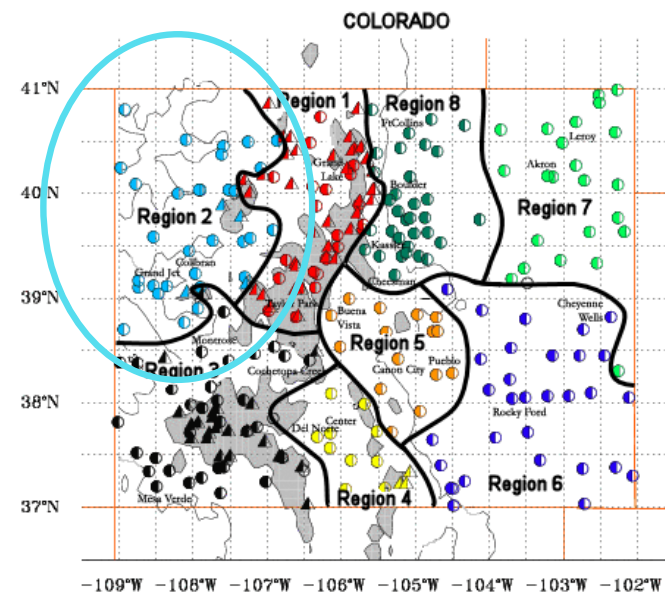 COLORADO
41°N
Region 1
Region 8
FtCollins
Leroy
Grand
Lake
Akron
40°N
Boulder
Region 2
Region 7
Kassler
Collbran
Grand Jct
Cheesman
39°N
Taylor Park
Buena
Vista
Cheyenne
Wells
Montrose
Region 5
Region 3
Cochetopa Creek
Canon City
Pueblo
38°N
Rocky Ford
Del Norte
Center
Region 6
Mesa Verde
Region 4
37°N
-109°W -108°W -107°W -106°W -105°W -104°W -103°W -102°W